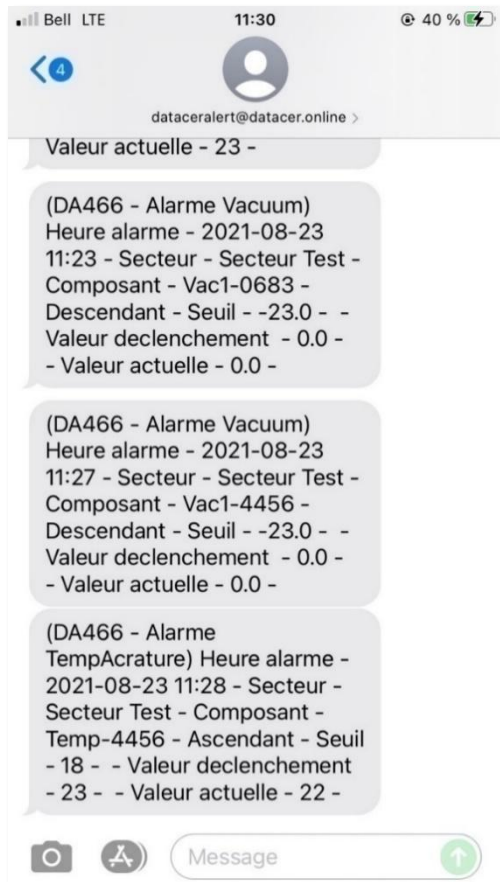 Bell LTE 11:30 40 %
4
dataceralert@datacer.online >
Valeur actuelle - 23 -
(DA466 - Alarme Vacuum)
Heure alarme - 2021-08-23
11:23 - Secteur - Secteur Test -
Composant - Vac1-0683 -
Descendant - Seuil - -23.0 - -
Valeur declenchement - 0.0 -
- Valeur actuelle - 0.0 -
(DA466 - Alarme Vacuum)
Heure alarme - 2021-08-23
11:27 - Secteur - Secteur Test -
Composant - Vac1-4456 -
Descendant - Seuil - -23.0 - -
Valeur declenchement - 0.0 -
- Valeur actuelle - 0.0 -
(DA466 - Alarme
TempAcrature) Heure alarme -
2021-08-23 11:28 - Secteur -
Secteur Test - Composant -
Temp-4456 - Ascendant - Seuil
- 18 - - Valeur declenchement
- 23 - - Valeur actuelle - 22 -
Message